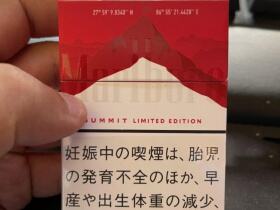 27° 59' 9.8340" N 86° 55' 21.4428" E
Marlboro
SUMMIT LIMITED EDITION
妊娠中の喫煙は、胎児
の発育不全のほか、早
産や出生体重の減少、